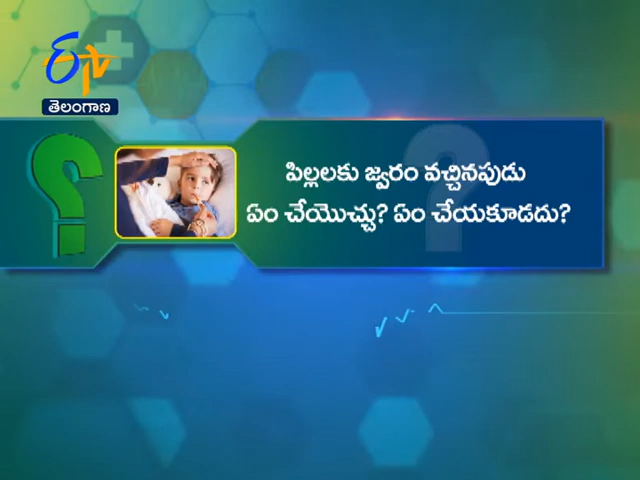 etv
తెలంగాణ
పిల్లలకు జ్వరం వచ్చినపుడు
ఏం చేయొచ్చు? ఏం చేయకూడదు?